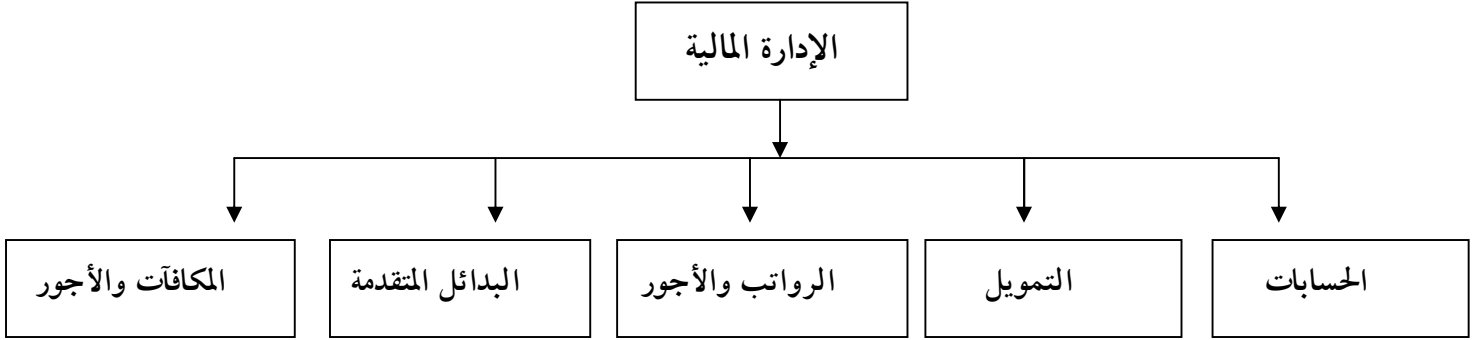 الإدارة المالية
الحسابات
التمويل
الرواتب والأجور
البدائل المتقدمة
المكافآت والأجور